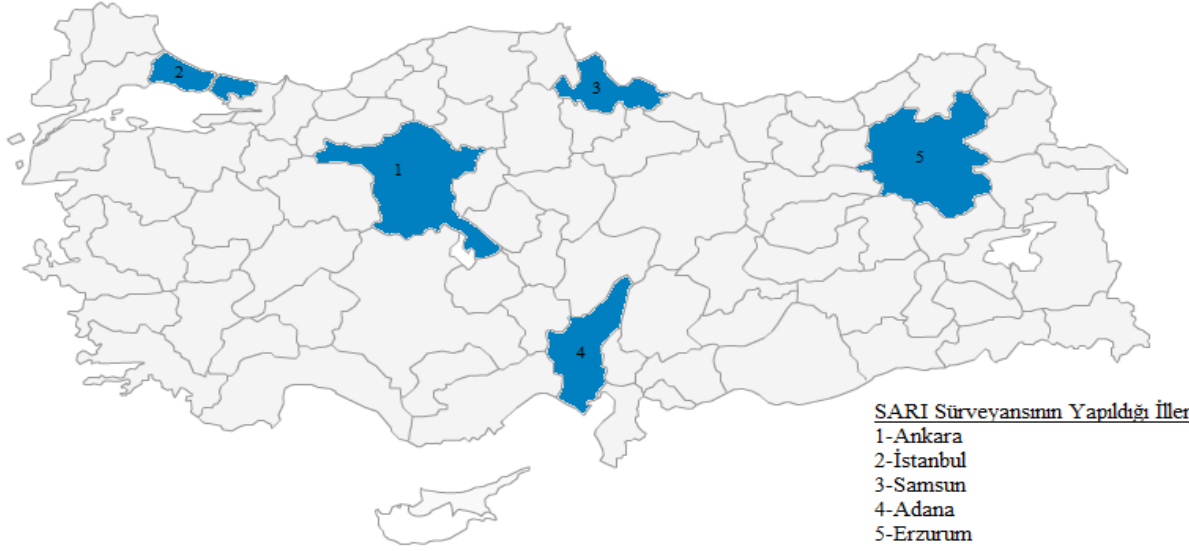 2
3
1
5
4
SARI Sürveyansının Yapıldığı İller
1-Ankara
2-İstanbul
3-Samsun
4-Adana
5-Erzurum